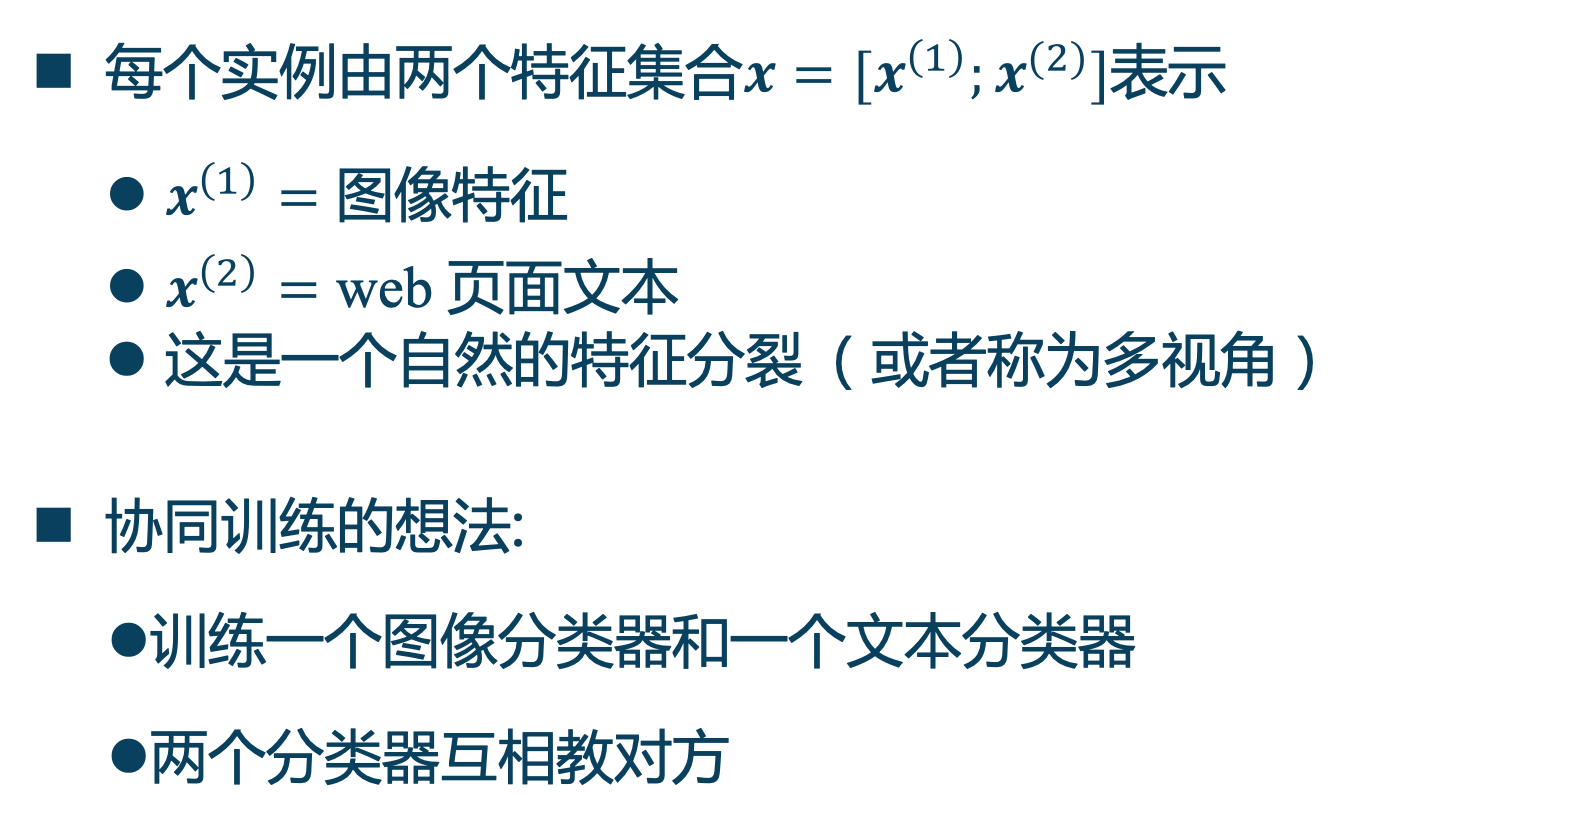 ■ 每个实例由两个特征集合x = [x⁽¹⁾; x⁽²⁾]表示
● x⁽¹⁾ = 图像特征
● x⁽²⁾ = web 页面文本
● 这是一个自然的特征分裂（或者称为多视角）
■ 协同训练的想法:
●训练一个图像分类器和一个文本分类器
●两个分类器互相教对方